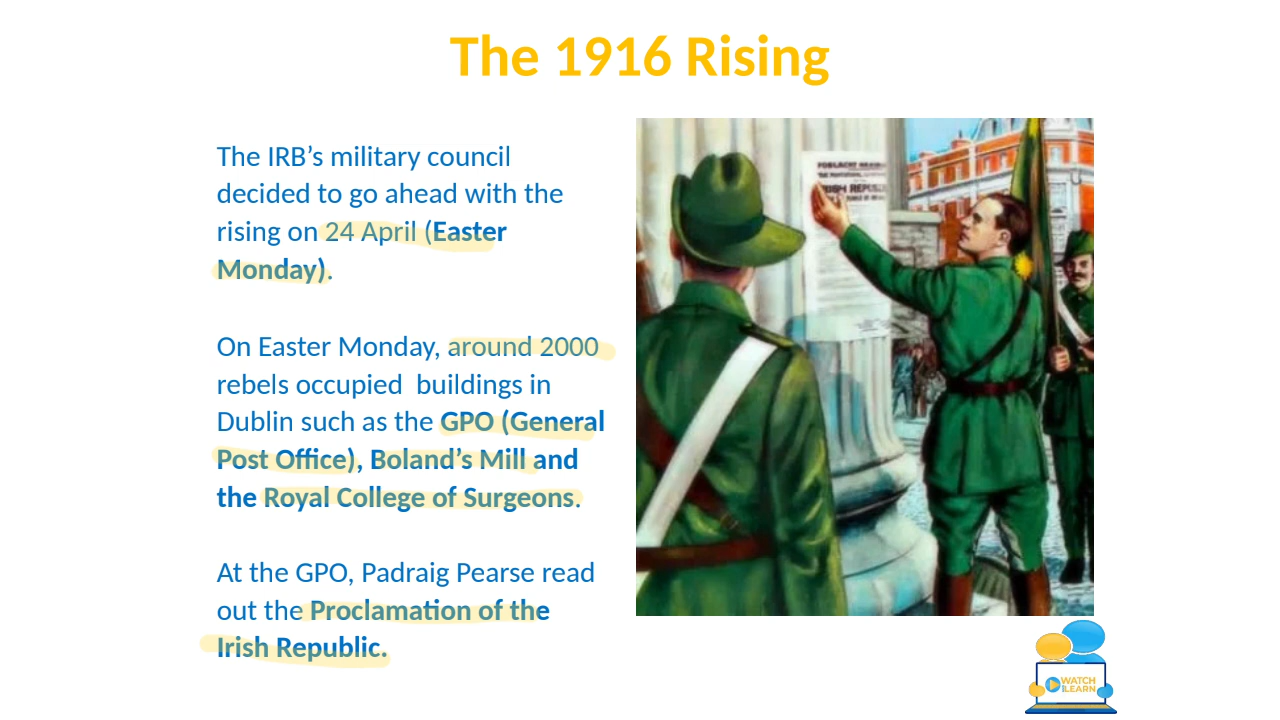 The 1916 Rising
The IRB’s military council
decided to go ahead with the
rising on 24 April (Easter
Monday).
On Easter Monday, around 2000
rebels occupied  buildings in
Dublin such as the GPO (General
Post Office), Boland’s Mill and
the Royal College of Surgeons.
At the GPO, Padraig Pearse read
out the Proclamation of the
Irish Republic.
POBLACHT
IRISH REPUBL
WATCH
LEARN